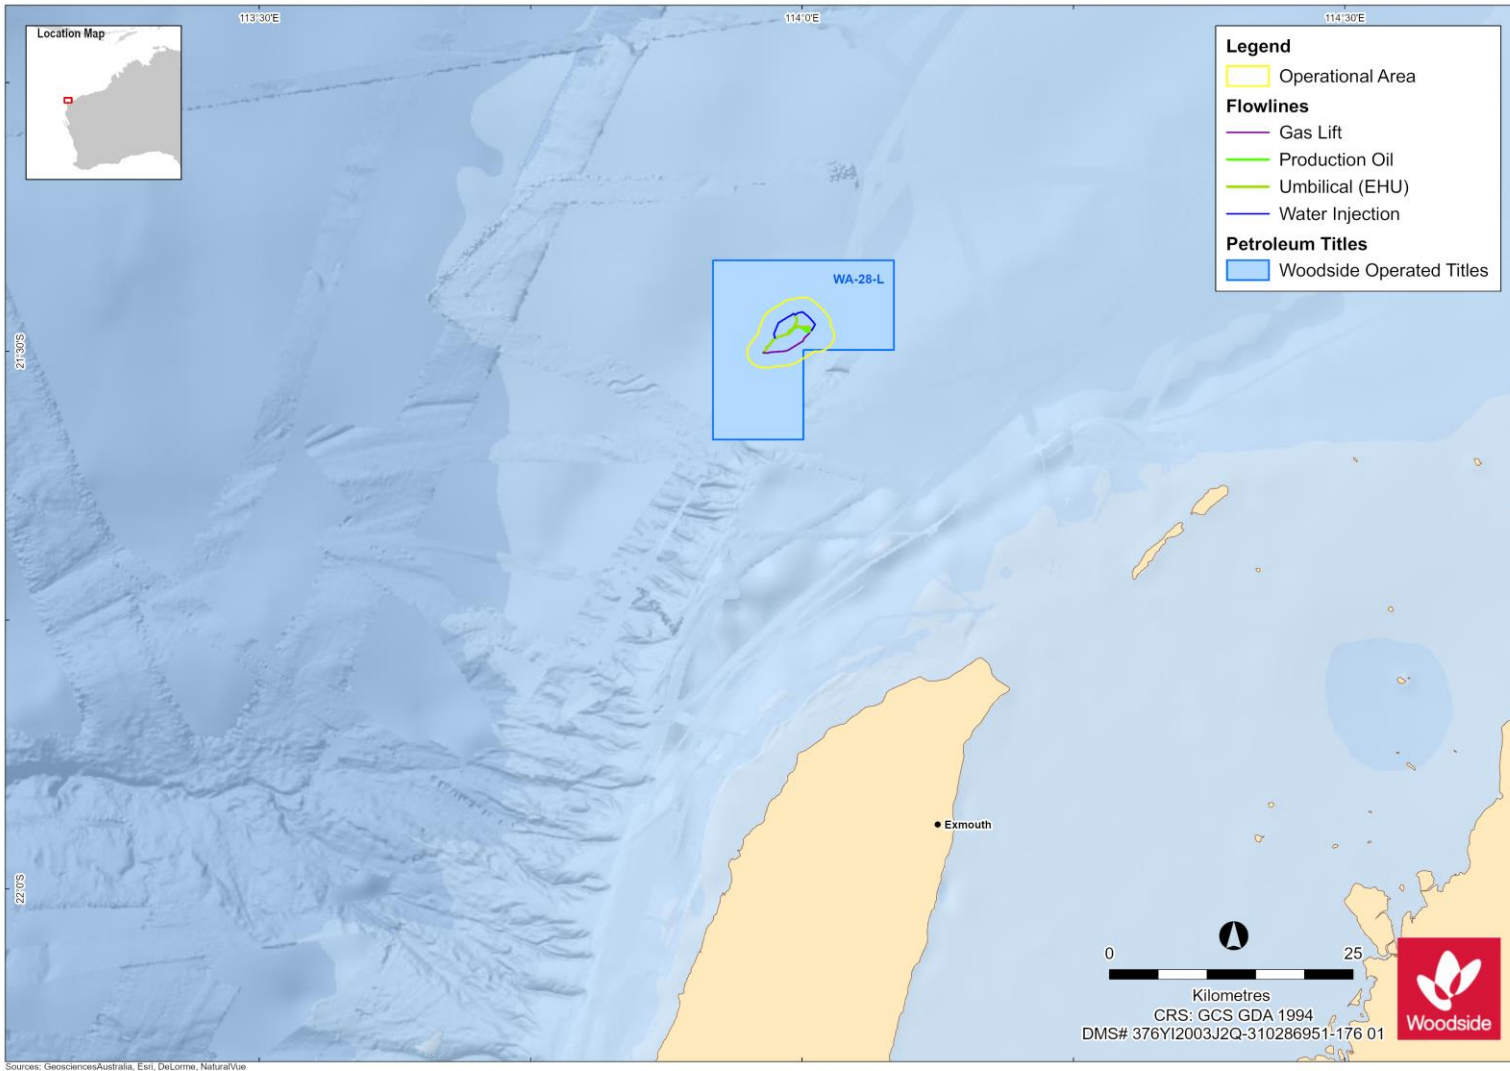 113°30'E
114°0'E
114°30'E
Location Map
Legend
Operational Area
Flowlines
Gas Lift
Production Oil
Umbilical (EHU)
Water Injection
Petroleum Titles
Woodside Operated Titles
WA-28-L
21°30'S
Exmouth
22°0'S
0 25
Kilometres
CRS: GCS GDA 1994
DMS# 376YI2003J2Q-310286951-176 01
Woodside
Sources: GeosciencesAustralia, Esri, DeLorme, NaturalVue